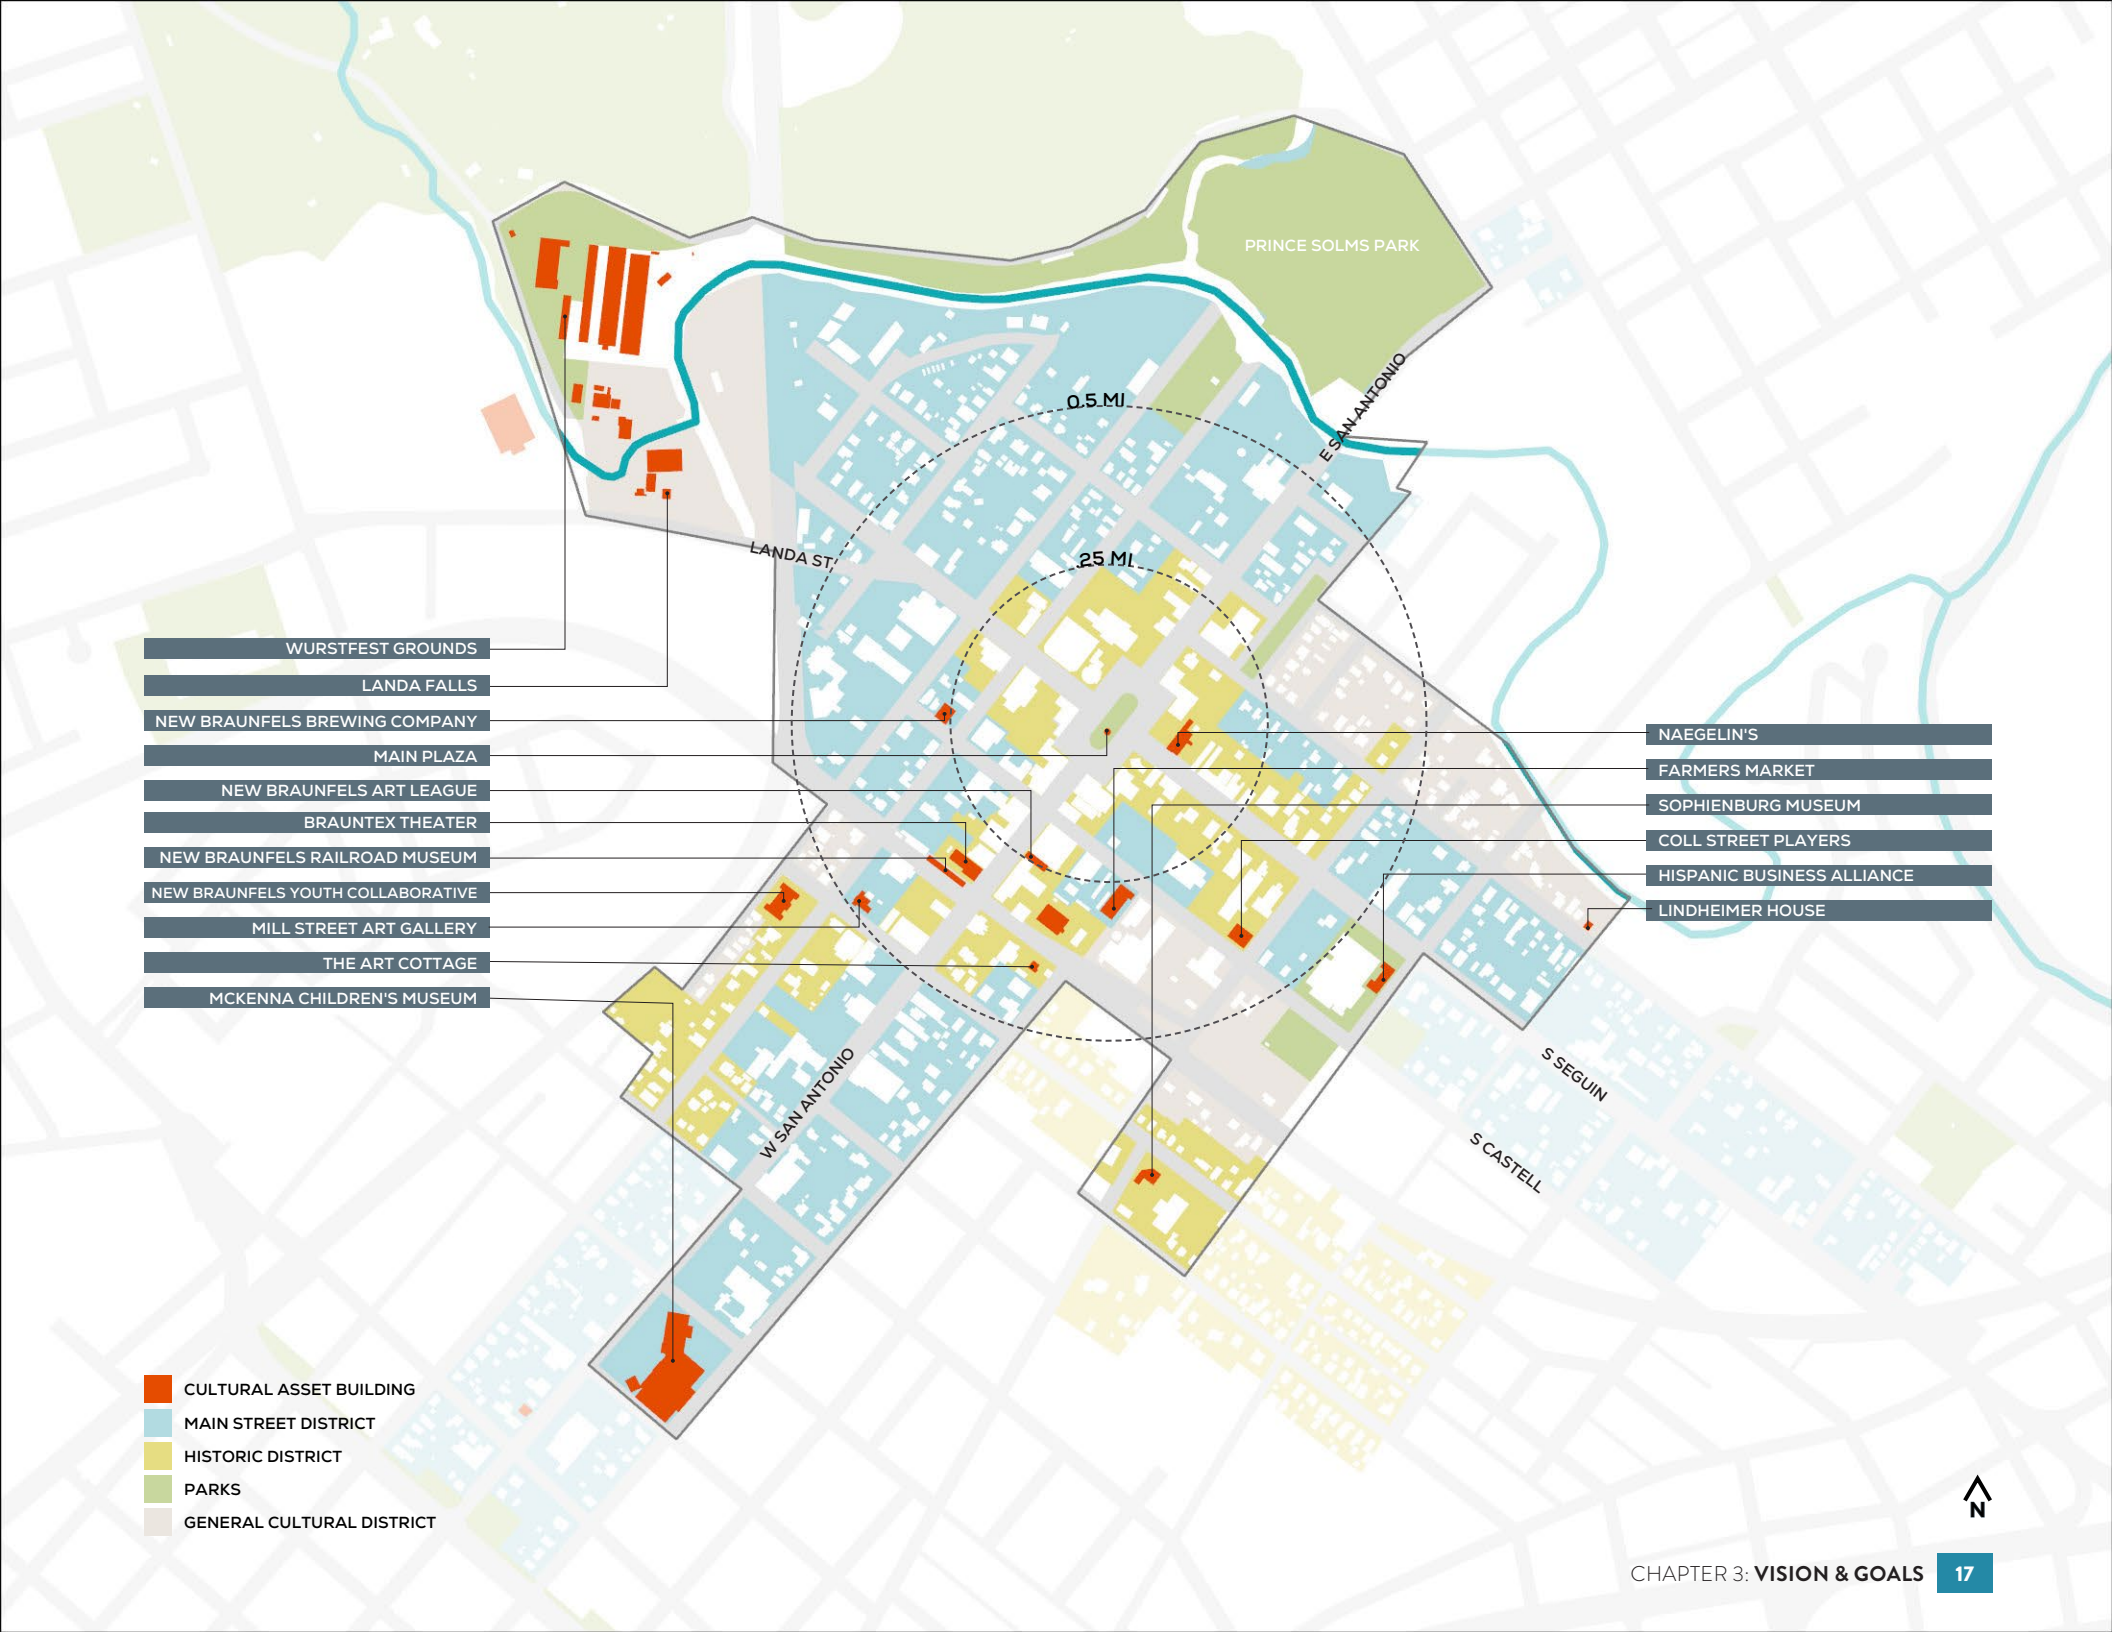 PRINCE SOLMS PARK
E SAN ANTONIO
0.5 MI
.25 MI
LANDA ST
WURSTFEST GROUNDS
LANDA FALLS
NEW BRAUNFELS BREWING COMPANY
MAIN PLAZA
NEW BRAUNFELS ART LEAGUE
BRAUNTEX THEATER
NEW BRAUNFELS RAILROAD MUSEUM
NEW BRAUNFELS YOUTH COLLABORATIVE
MILL STREET ART GALLERY
THE ART COTTAGE
MCKENNA CHILDREN'S MUSEUM
NAEGELIN'S
FARMERS MARKET
SOPHIENBURG MUSEUM
COLL STREET PLAYERS
HISPANIC BUSINESS ALLIANCE
LINDHEIMER HOUSE
W SAN ANTONIO
S SEGUIN
S CASTELL
CULTURAL ASSET BUILDING
MAIN STREET DISTRICT
HISTORIC DISTRICT
PARKS
GENERAL CULTURAL DISTRICT
N
CHAPTER 3: VISION & GOALS 17